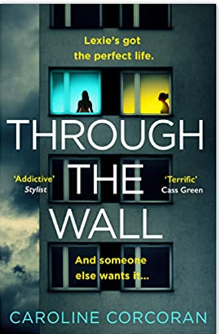 Lexie's got
the perfect life.
THROUGH
'Addictive'
Stylist
THE
'Terrific'
Cass Green
WALL
And someone
else wants it...
CAROLINE CORCORAN